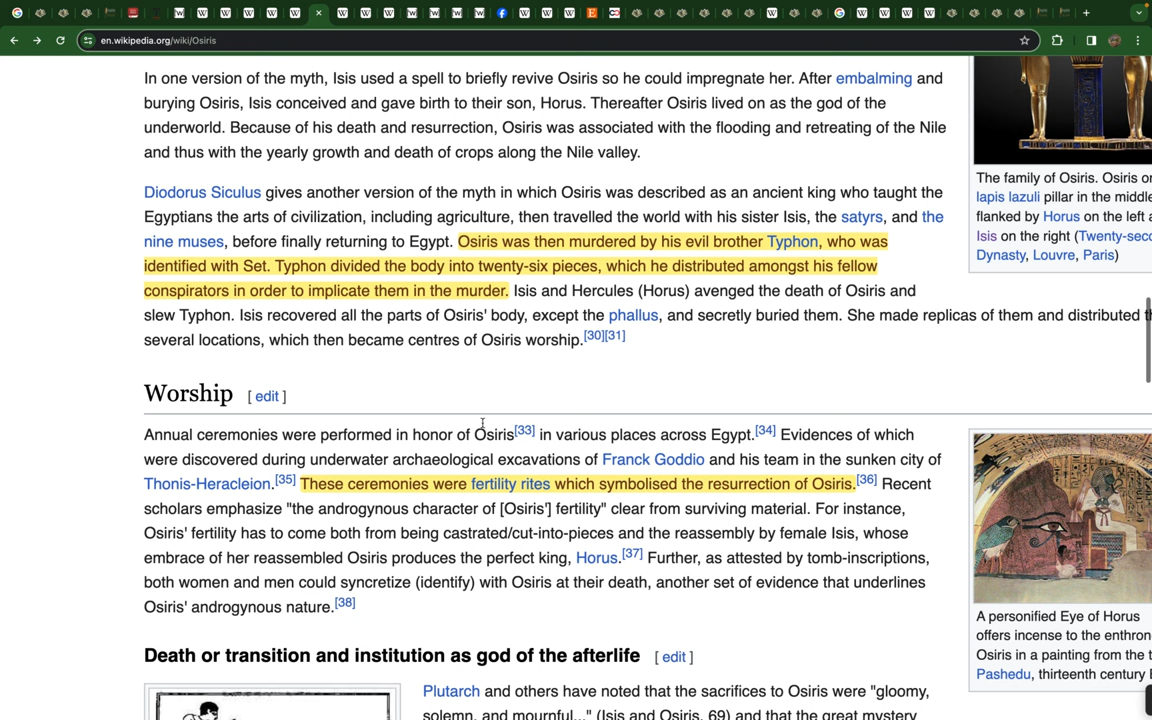 en.wikipedia.org/wiki/Osiris
In one version of the myth, Isis used a spell to briefly revive Osiris so he could impregnate her. After embalming and
burying Osiris, Isis conceived and gave birth to their son, Horus. Thereafter Osiris lived on as the god of the
underworld. Because of his death and resurrection, Osiris was associated with the flooding and retreating of the Nile
and thus with the yearly growth and death of crops along the Nile valley.
Diodorus Siculus gives another version of the myth in which Osiris was described as an ancient king who taught the
Egyptians the arts of civilization, including agriculture, then travelled the world with his sister Isis, the satyrs, and the
nine muses, before finally returning to Egypt. Osiris was then murdered by his evil brother Typhon, who was
identified with Set. Typhon divided the body into twenty-six pieces, which he distributed amongst his fellow
conspirators in order to implicate them in the murder. Isis and Hercules (Horus) avenged the death of Osiris and
slew Typhon. Isis recovered all the parts of Osiris' body, except the phallus, and secretly buried them. She made replicas of them and distributed
several locations, which then became centres of Osiris worship.[30][31]
The family of Osiris. Osiris
lapis lazuli pillar in the middle
flanked by Horus on the left
Isis on the right (Twenty-sec
Dynasty, Louvre, Paris)
Worship [ edit ]
Annual ceremonies were performed in honor of Osiris[33] in various places across Egypt.[34] Evidences of which
were discovered during underwater archaeological excavations of Franck Goddio and his team in the sunken city of
Thonis-Heracleion.[35] These ceremonies were fertility rites which symbolised the resurrection of Osiris.[36] Recent
scholars emphasize "the androgynous character of [Osiris'] fertility" clear from surviving material. For instance,
Osiris' fertility has to come both from being castrated/cut-into-pieces and the reassembly by female Isis, whose
embrace of her reassembled Osiris produces the perfect king, Horus.[37] Further, as attested by tomb-inscriptions,
both women and men could syncretize (identify) with Osiris at their death, another set of evidence that underlines
Osiris' androgynous nature.[38]
A personified Eye of Horus
offers incense to the enthron
Osiris in a painting from the
Pashedu, thirteenth century
Death or transition and institution as god of the afterlife [ edit ]
Plutarch and others have noted that the sacrifices to Osiris were "gloomy,
solemn, and mournful..." (Isis and Osiris, 69) and that the great mystery